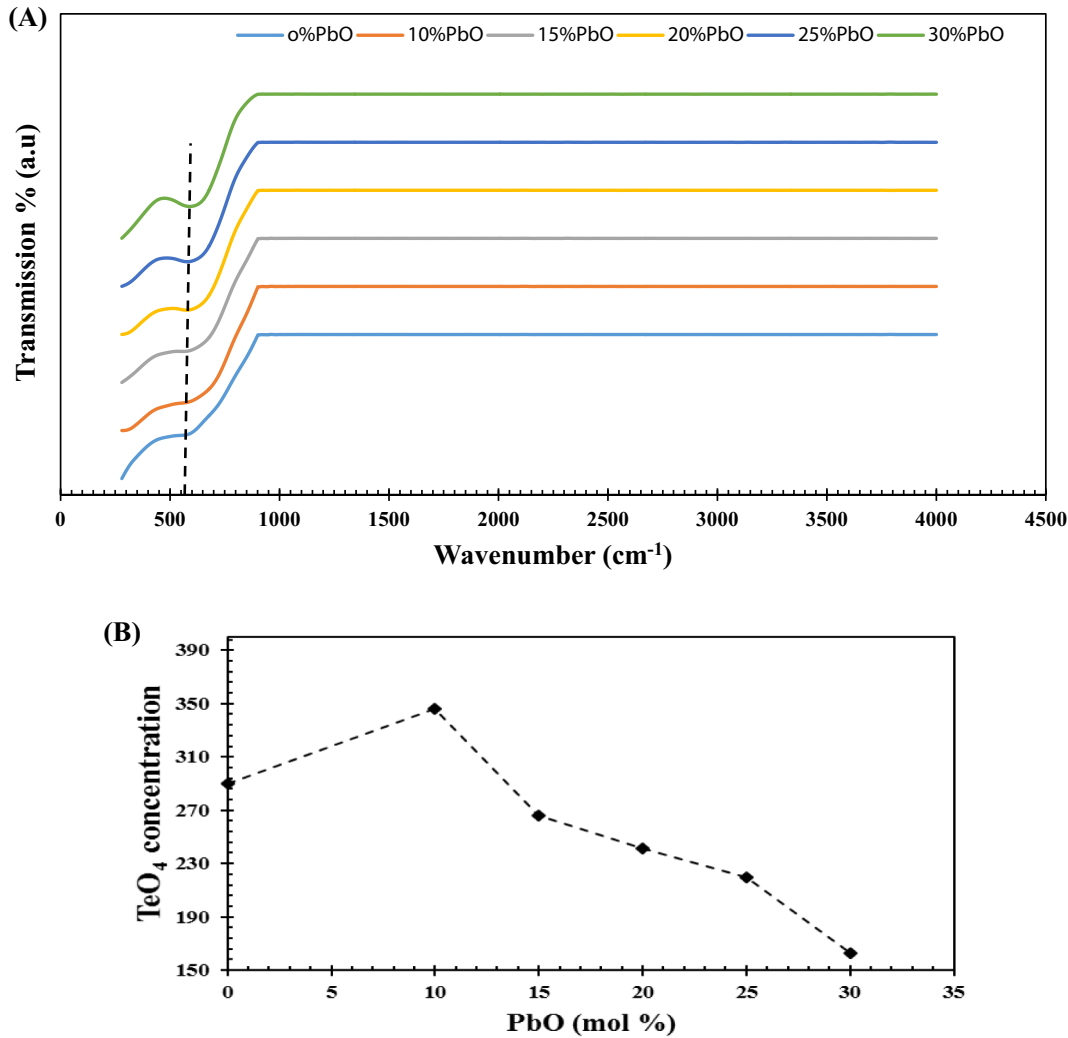 (A)
o%PbO 10%PbO 15%PbO 20%PbO 25%PbO 30%PbO
Transmission % (a.u)
0 500 1000 1500 2000 2500 3000 3500 4000 4500
Wavenumber (cm⁻¹)
(B)
390
350
310
270
230
190
150
TeO₄ concentration
0 5 10 15 20 25 30 35
PbO (mol %)